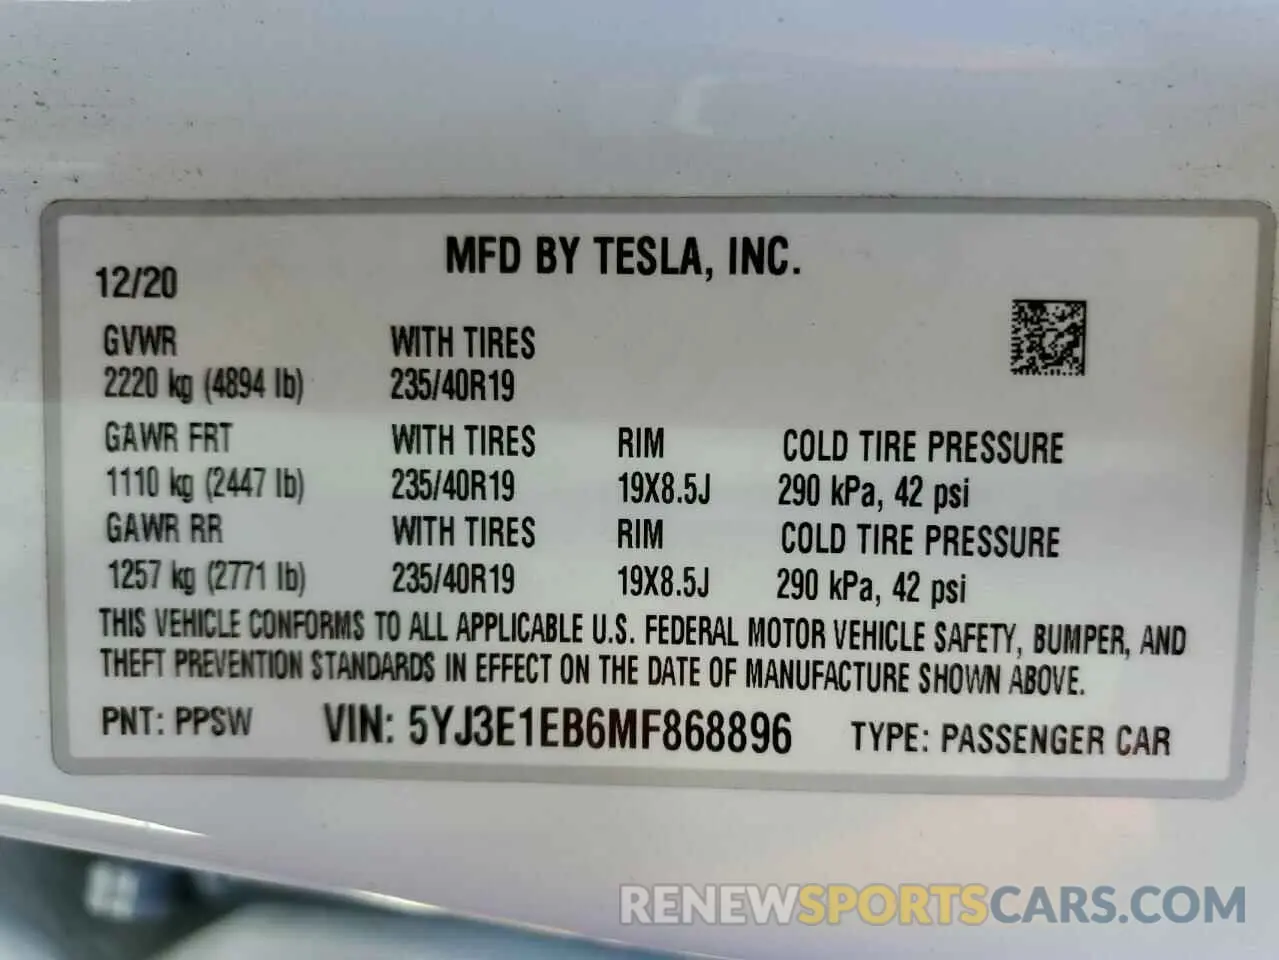 MFD BY TESLA, INC.
12/20
GVWR WITH TIRES
2220 kg (4894 lb) 235/40R19
GAWR FRT WITH TIRES RIM COLD TIRE PRESSURE
1110 kg (2447 lb) 235/40R19 19X8.5J 290 kPa, 42 psi
GAWR RR WITH TIRES RIM COLD TIRE PRESSURE
1257 kg (2771 lb) 235/40R19 19X8.5J 290 kPa, 42 psi
THIS VEHICLE CONFORMS TO ALL APPLICABLE U.S. FEDERAL MOTOR VEHICLE SAFETY, BUMPER, AND
THEFT PREVENTION STANDARDS IN EFFECT ON THE DATE OF MANUFACTURE SHOWN ABOVE.
PNT: PPSW VIN: 5YJ3E1EB6MF868896 TYPE: PASSENGER CAR
RENEWSPORTSCARS.COM